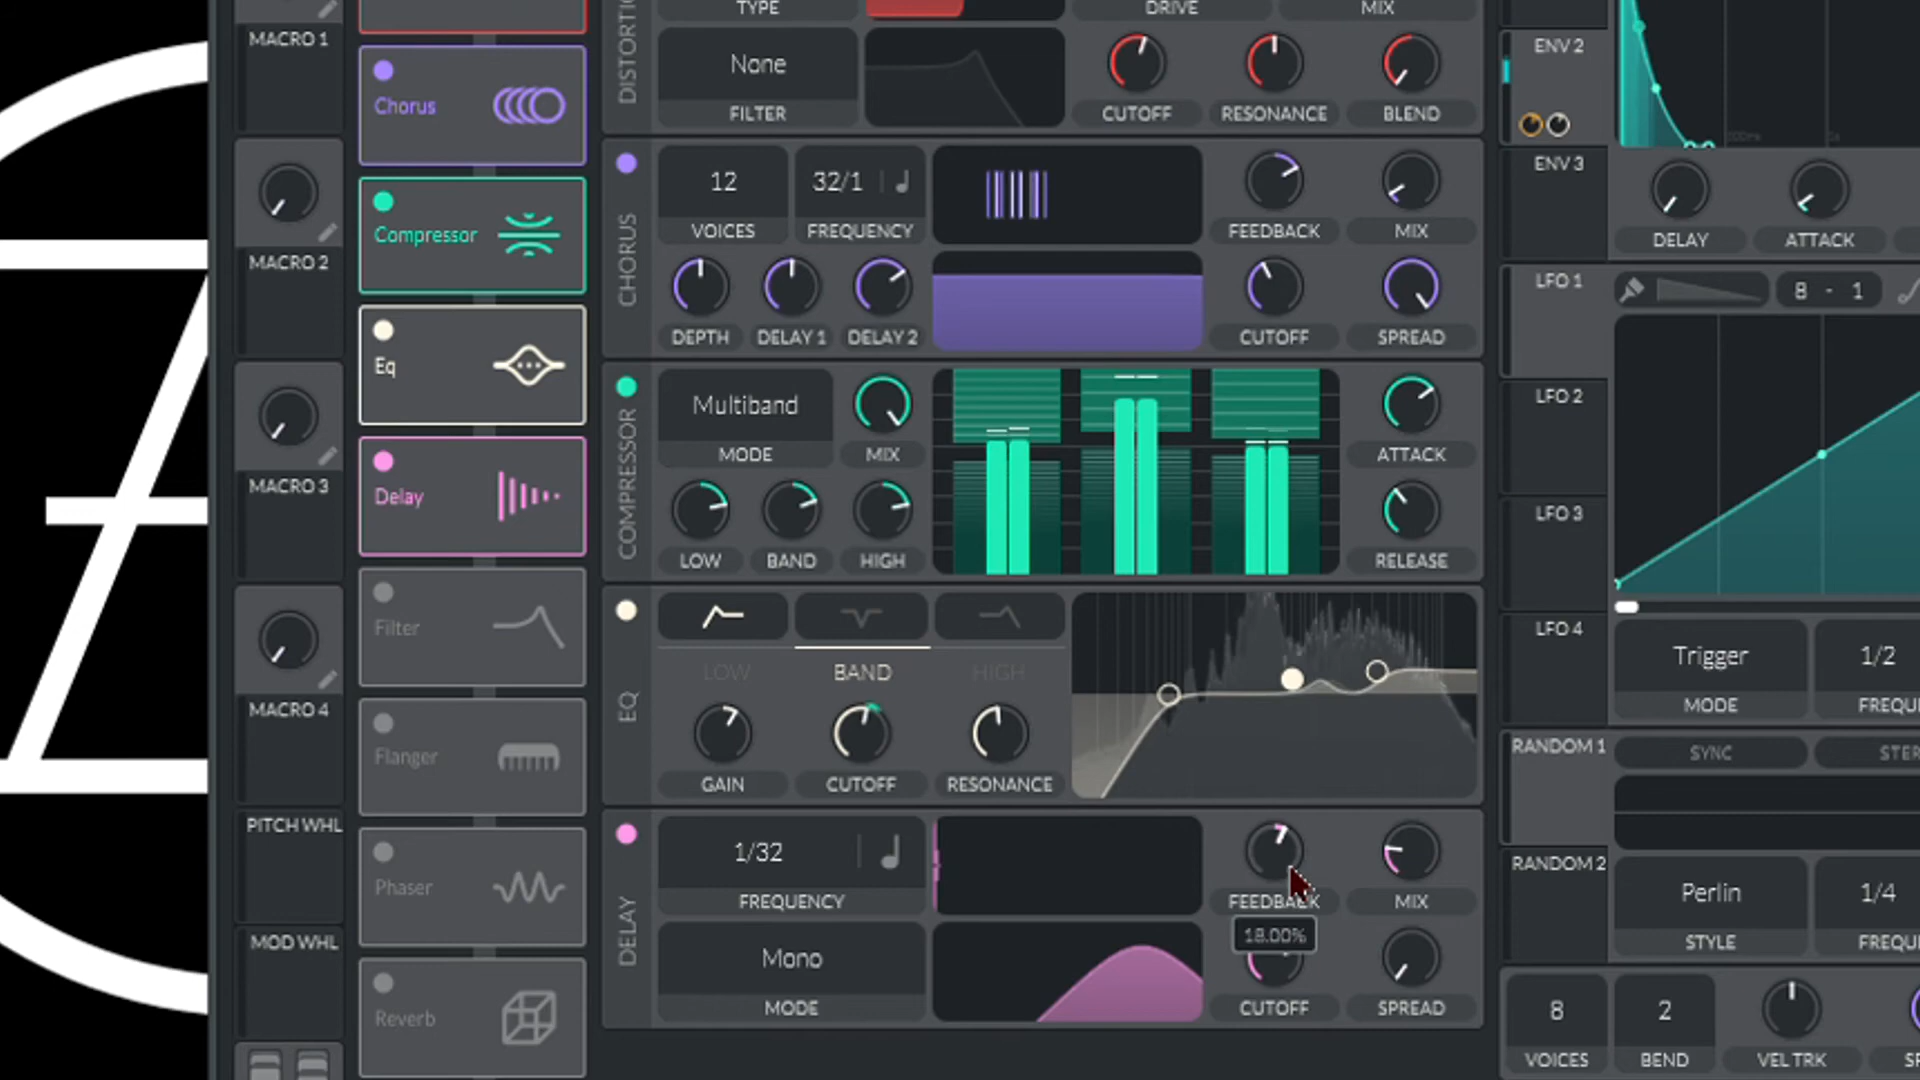 MACRO 1
MACRO 2
MACRO 3
MACRO 4
PITCH WHL
MOD WHL
Chorus
Compressor
Eq
Delay
Filter
Flanger
Phaser
Reverb
TYPE
DRIVE
MIX
None
FILTER
CUTOFF
RESONANCE
BLEND
CHORUS
12
VOICES
32/1
FREQUENCY
FEEDBACK
MIX
DEPTH
DELAY 1
DELAY 2
CUTOFF
SPREAD
COMPRESSOR
Multiband
MODE
MIX
ATTACK
LOW
BAND
HIGH
RELEASE
EQ
LOW
BAND
HIGH
GAIN
CUTOFF
RESONANCE
DELAY
1/32
FREQUENCY
FEEDBACK
MIX
18.00%
Mono
MODE
CUTOFF
SPREAD
ENV 2
ENV 3
DELAY
ATTACK
LFO 1
8 - 1
LFO 2
LFO 3
LFO 4
Trigger
MODE
1/2
FREQU
RANDOM 1
SYNC
STER
RANDOM 2
Perlin
STYLE
1/4
FREQU
8
VOICES
2
BEND
VEL TRK